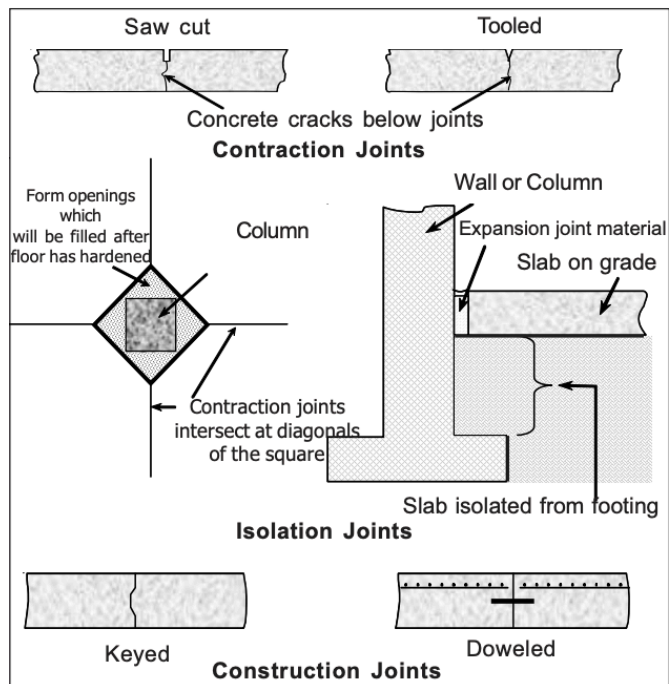 Saw cut
Tooled
Concrete cracks below joints
Contraction Joints
Form openings
which
will be filled after
floor has hardened
Column
Contraction joints
intersect at diagonals
of the square
Wall or Column
Expansion joint material
Slab on grade
Slab isolated from footing
Isolation Joints
Keyed
Doweled
Construction Joints